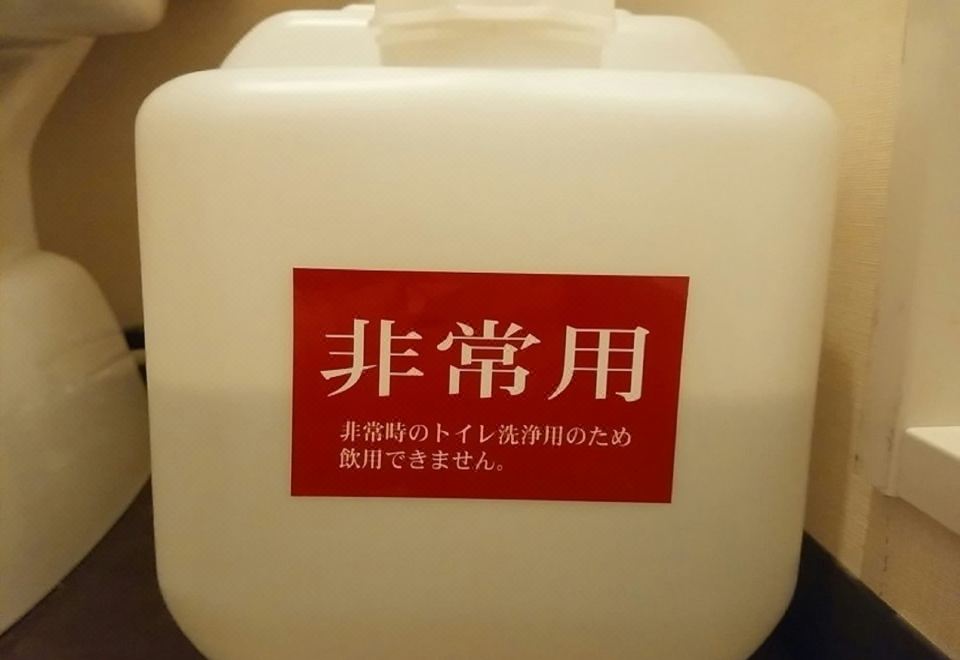 非常用
非常時のトイレ洗浄用のため
飲用できません。